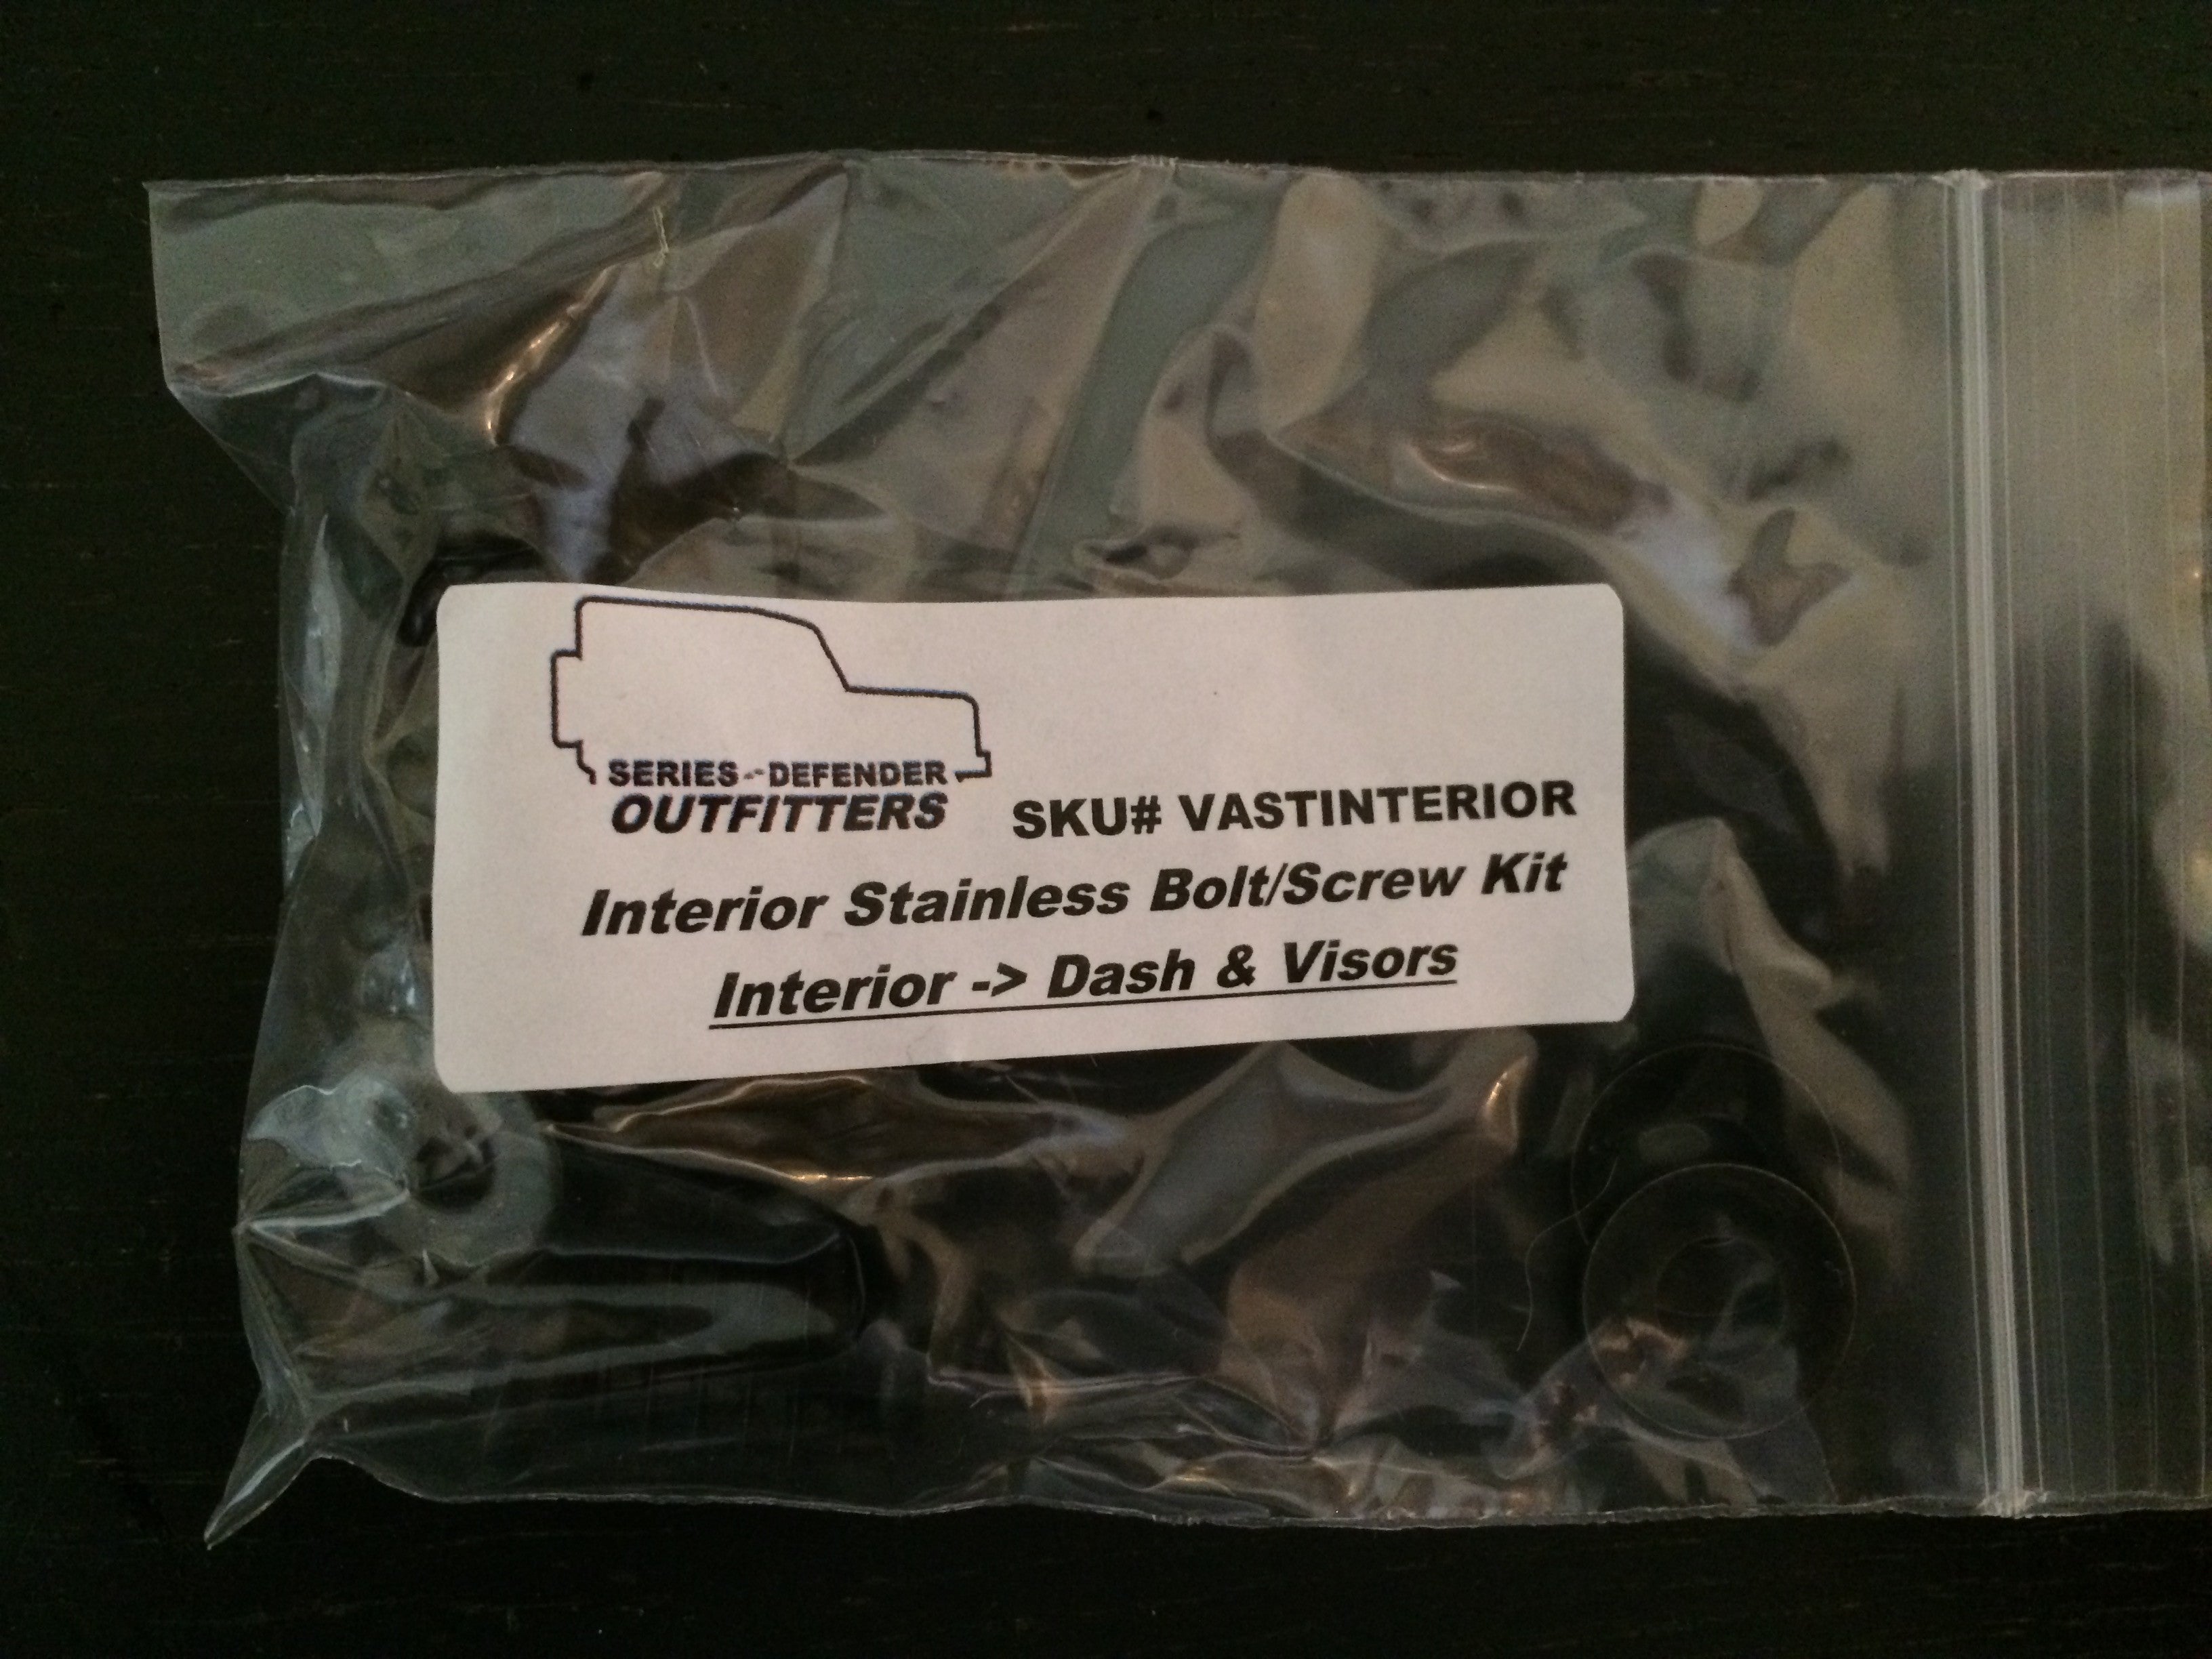 SERIES-DEFENDER
OUTFITTERS
SKU# VASTINTERIOR
Interior Stainless Bolt/Screw Kit
Interior -> Dash & Visors